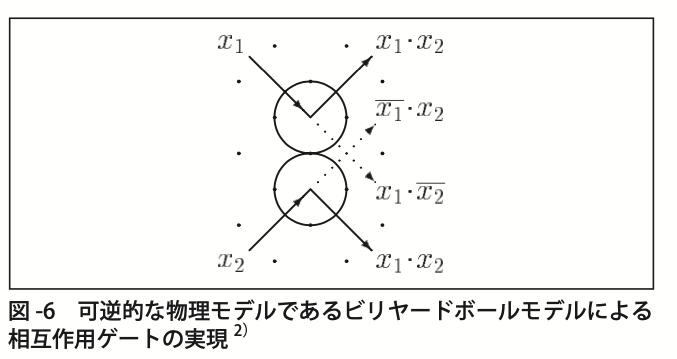 x₁
x₁·x₂
x̅₁·x₂
x₁·x̅₂
x₂
x₁·x₂
図-6 可逆的な物理モデルであるビリヤードボールモデルによる
相互作用ゲートの実現 2)